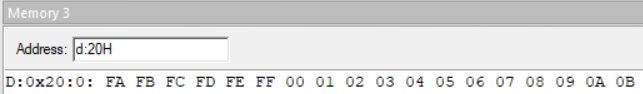 Memory 3
Address: d:20H
D:0x20:0: FA FB FC FD FE FF 00 01 02 03 04 05 06 07 08 09 0A 0B